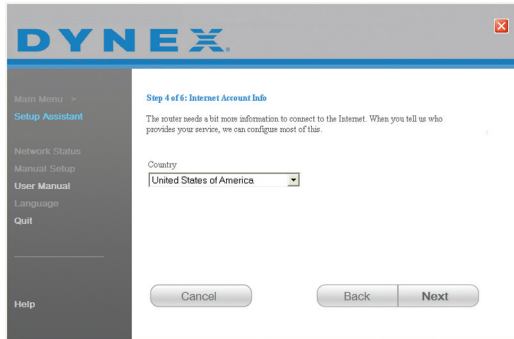 DYNEX
Main Menu >
Setup Assistant
Network Status
Manual Setup
User Manual
Language
Quit
Help
Step 4 of 6: Internet Account Info
The router needs a bit more information to connect to the Internet. When you tell us who
provides your service, we can configure most of this.
Country
United States of America
Cancel
Back
Next